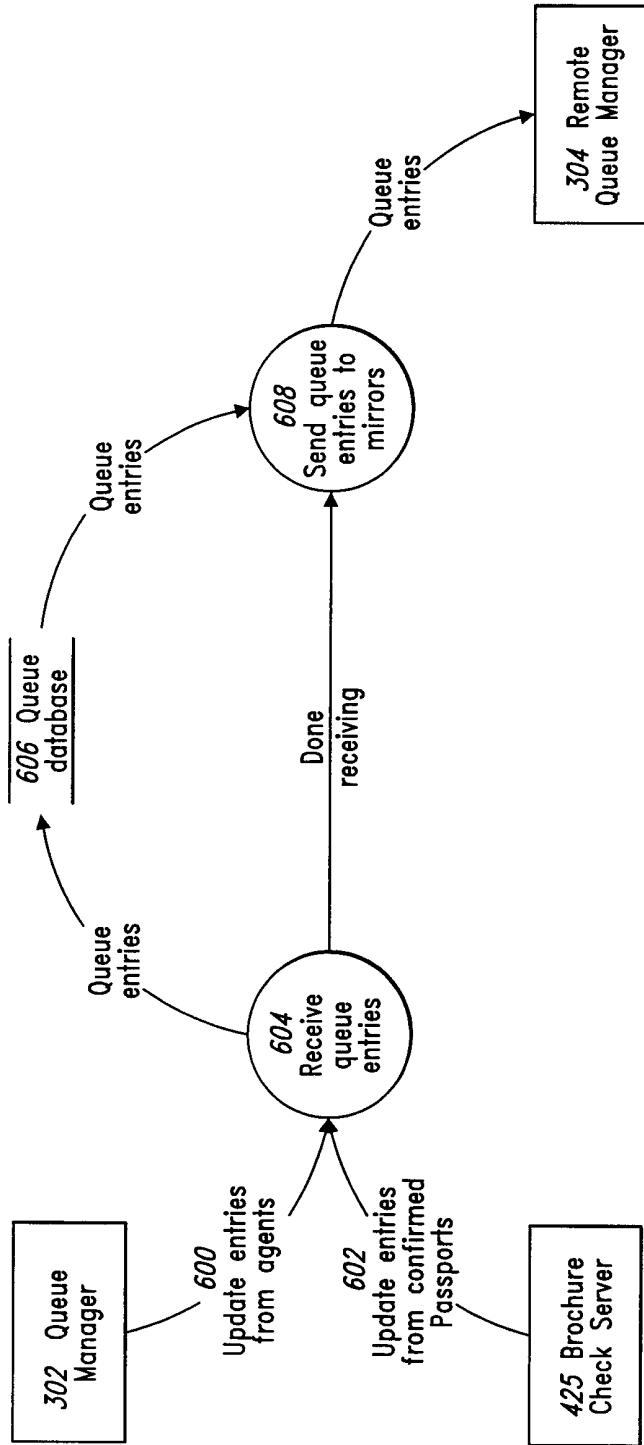 302 Queue
Manager
600
Update entries
from agents
602
Update entries
from confirmed
Passports
425 Brochure
Check Server
604
Receive
queue
entries
Queue
entries
606 Queue
database
Done
receiving
Queue
entries
608
Send queue
entries to
mirrors
Queue
entries
304 Remote
Queue Manager